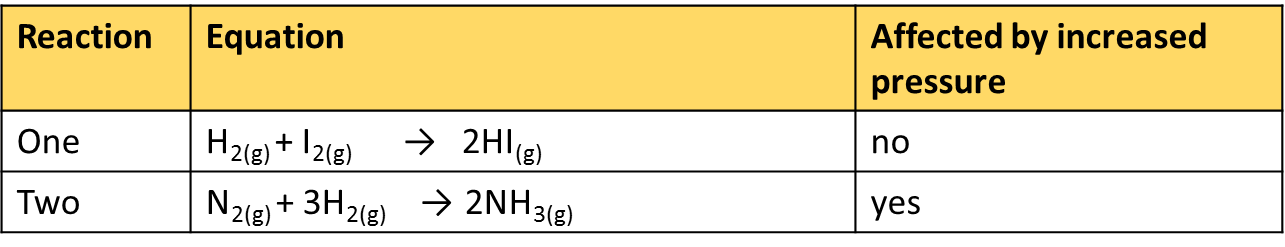 Reaction Equation Affected by increased
pressure
One H₂(g) + I₂(g) → 2HI(g) no
Two N₂(g) + 3H₂(g) → 2NH₃(g) yes